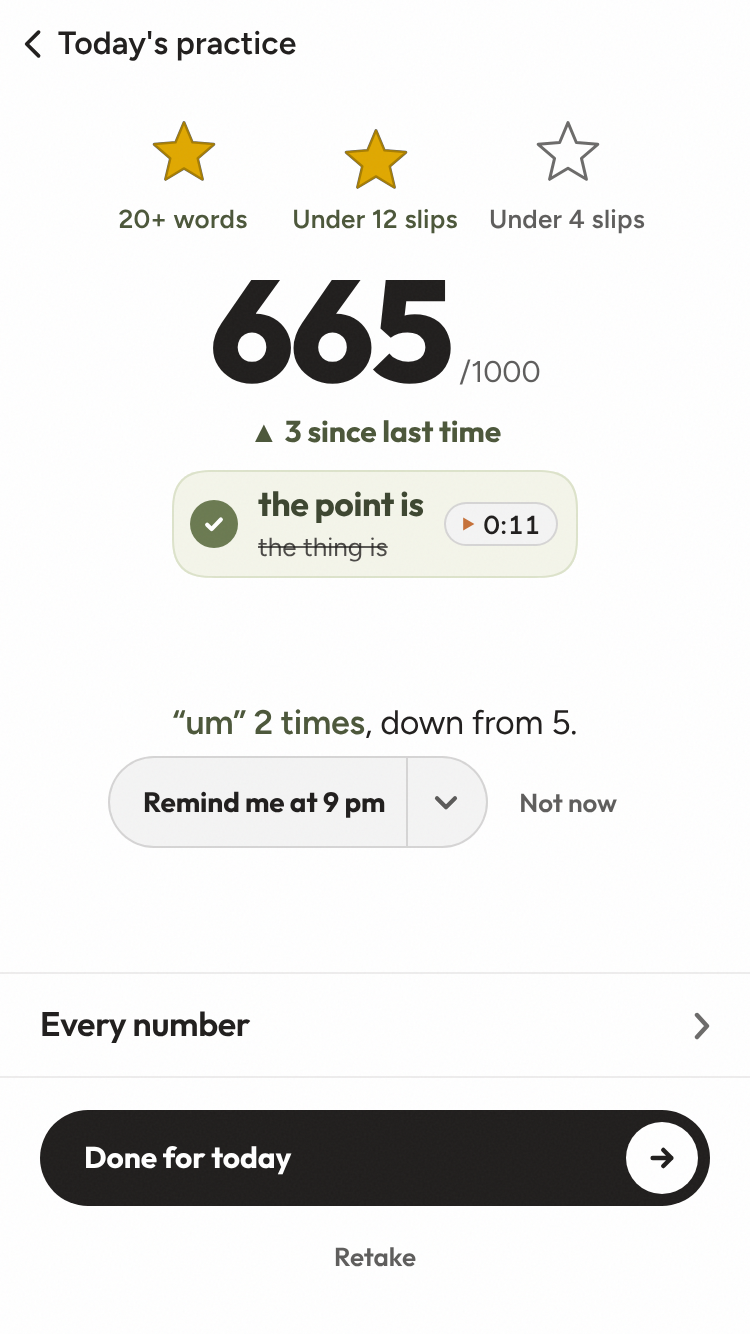 Today's practice
20+ words
Under 12 slips
Under 4 slips
665/1000
▲ 3 since last time
the point is
the thing is
0:11
“um” 2 times, down from 5.
Remind me at 9 pm
Not now
Every number
Done for today
Retake